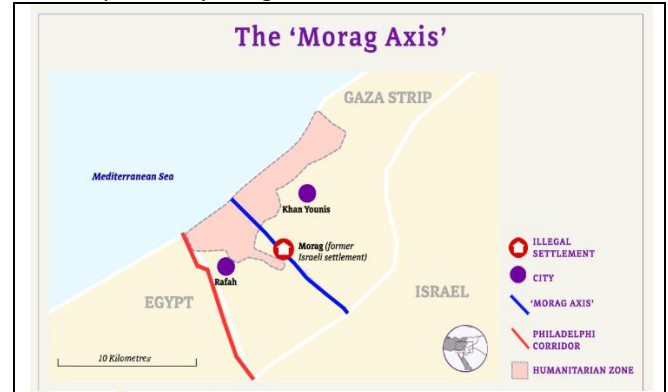 The ‘Morag Axis’
GAZA STRIP
Mediterranean Sea
Khan Younis
Morag (former
Israeli settlement)
Rafah
EGYPT
ISRAEL
10 Kilometres
ILLEGAL
SETTLEMENT
CITY
‘MORAG AXIS’
PHILADELPHI
CORRIDOR
HUMANITARIAN ZONE